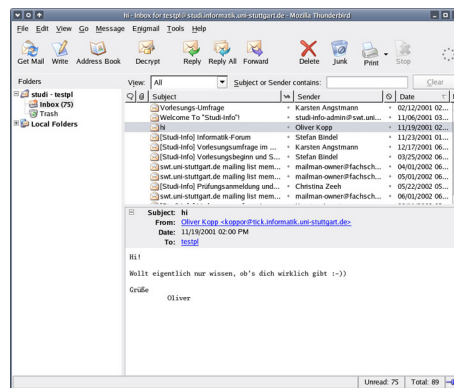 hi - Inbox for testpl@studi.informatik.uni-stuttgart.de - Mozilla Thunderbird
File Edit View Go Message Enigmail Tools Help
Get Mail Write Address Book Decrypt Reply Reply All Forward Delete Junk Print Stop
Folders View: All Subject or Sender contains: Clear
studi - testpl
Inbox (75)
Trash
Local Folders
Subject Sender Date
Vorlesungs-Umfrage Karsten Angstmann 02/12/2001 02...
Welcome To "Studi-Info"! studi-info-admin@swt.uni... 11/06/2001 03...
hi Oliver Kopp 11/19/2001 02...
[Studi-Info] Informatik-Forum Stefan Bindel 11/23/2001 01...
[Studi-Info] Vorlesungsumfrage im ... Karsten Angstmann 12/17/2001 06...
[Studi-Info] Vorlesungsbeginn und S... Stefan Bindel 03/25/2002 06...
swt.uni-stuttgart.de mailing list mem... mailman-owner@fachsch... 04/01/2002 06...
swt.uni-stuttgart.de mailing list mem... mailman-owner@fachsch... 05/01/2002 06...
[Studi-Info] Prüfungsanmeldung und... Christina Zeeh 05/22/2002 05...
swt.uni-stuttgart.de mailing list mem... mailman-owner@fachsch... 06/01/2002 06...
Subject: hi
From: Oliver Kopp <koppor@tick.informatik.uni-stuttgart.de>
Date: 11/19/2001 02:00 PM
To: testpl
Hi!
Wollt eigentlich nur wissen, ob's dich wirklich gibt :-))
Grüße
Oliver
Unread: 75 Total: 89